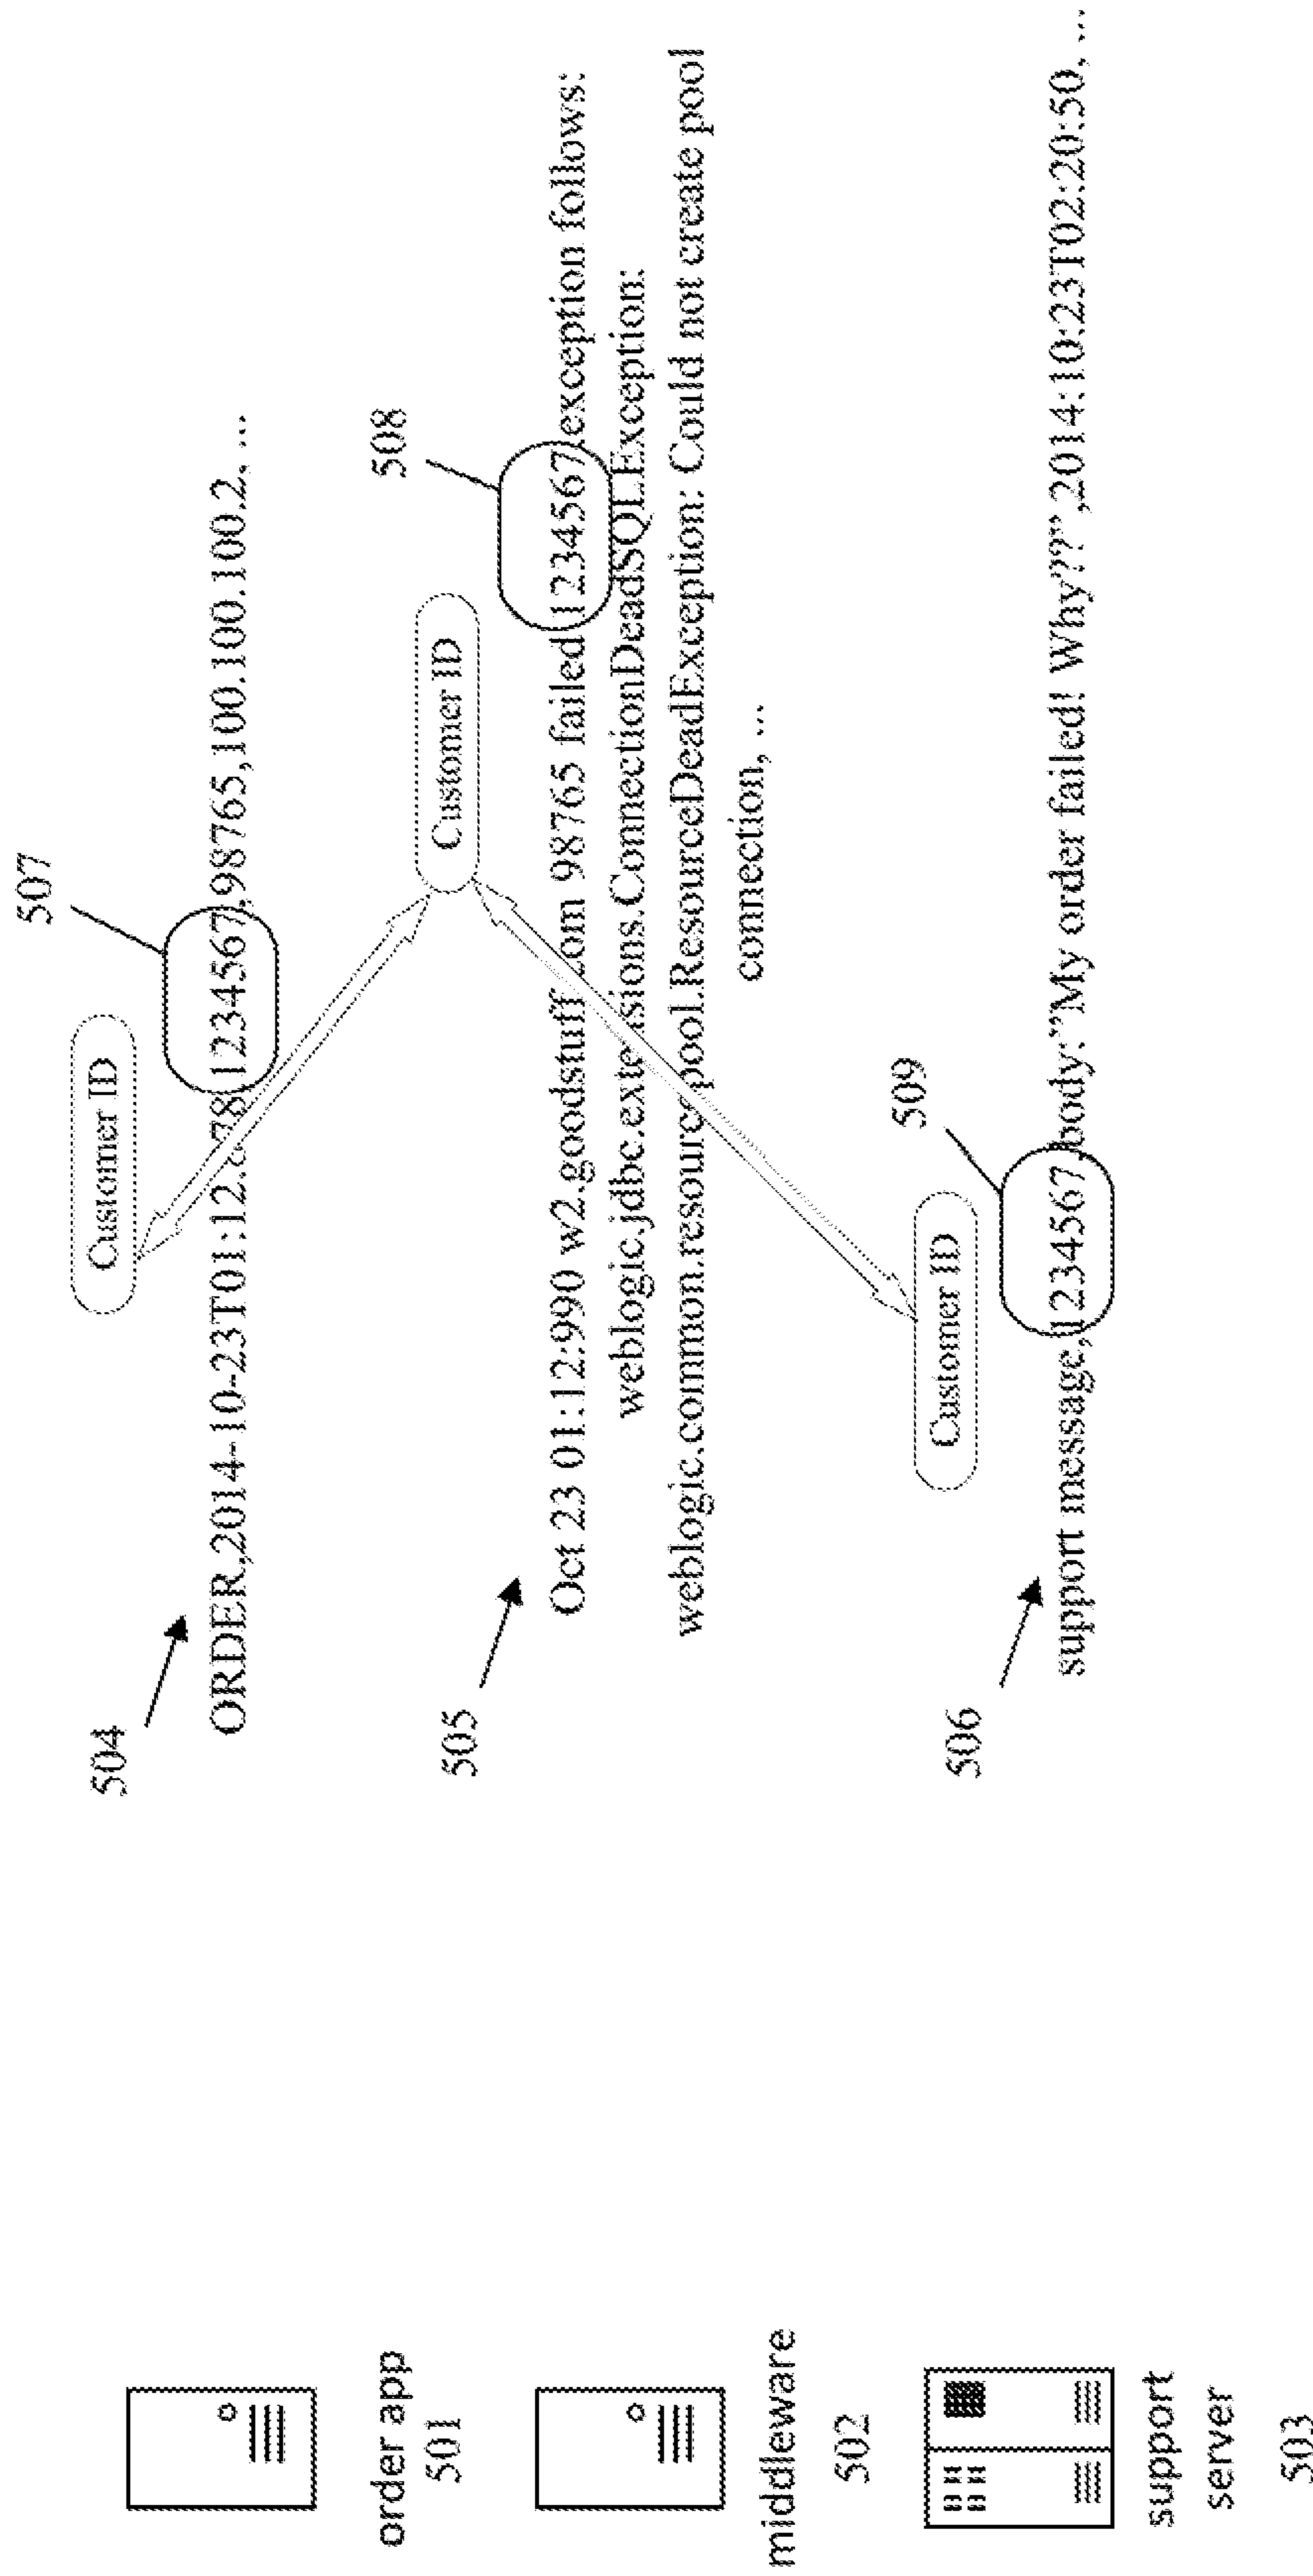 507
Customer ID
504
ORDER,2014-10-23T01:12:878,1234567,98765,100.100.100.2, ...
order app
501
508
Customer ID
505
Oct 23 01:12:990 w2.goodstuff.com 98765 failed 1234567,exception follows:
weblogic.jdbc.extensions.ConnectionDeadSQLException:
weblogic.common.resourcepool.ResourceDeadException: Could not create pool
connection, ...
middleware
502
509
Customer ID
506
support message,1234567,body:”My order failed! Why??”,2014:10:23T02:20:50, ...
support
server
503